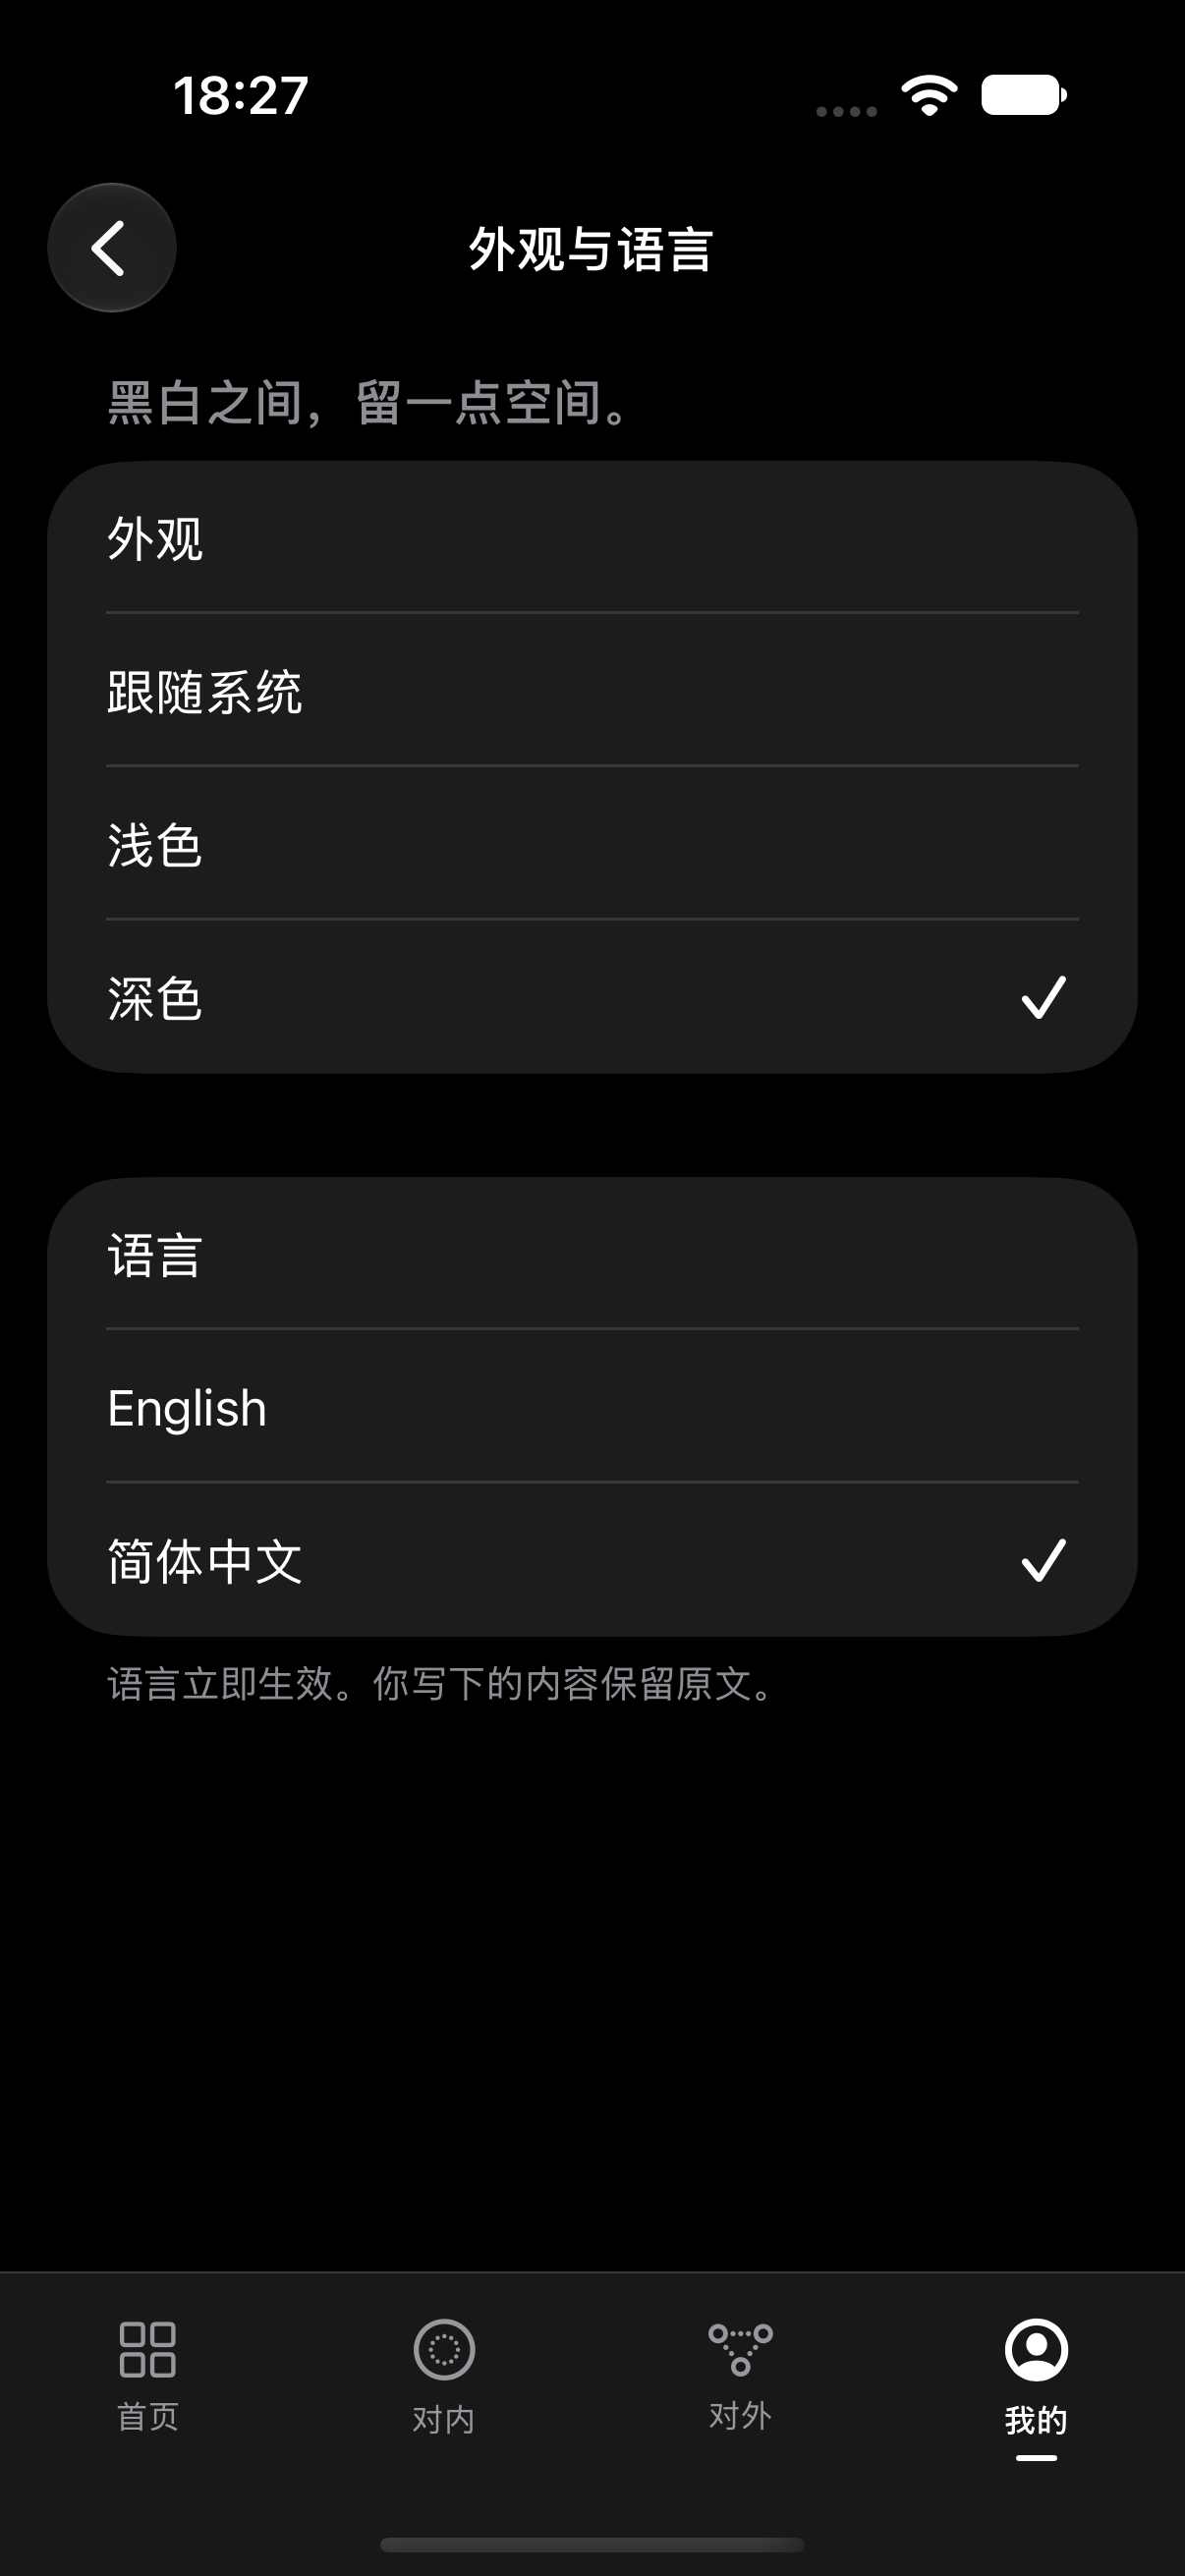 18:27
外观与语言
黑白之间，留一点空间。
外观
跟随系统
浅色
深色
语言
English
简体中文
语言立即生效。你写下的内容保留原文。
首页
对内
对外
我的